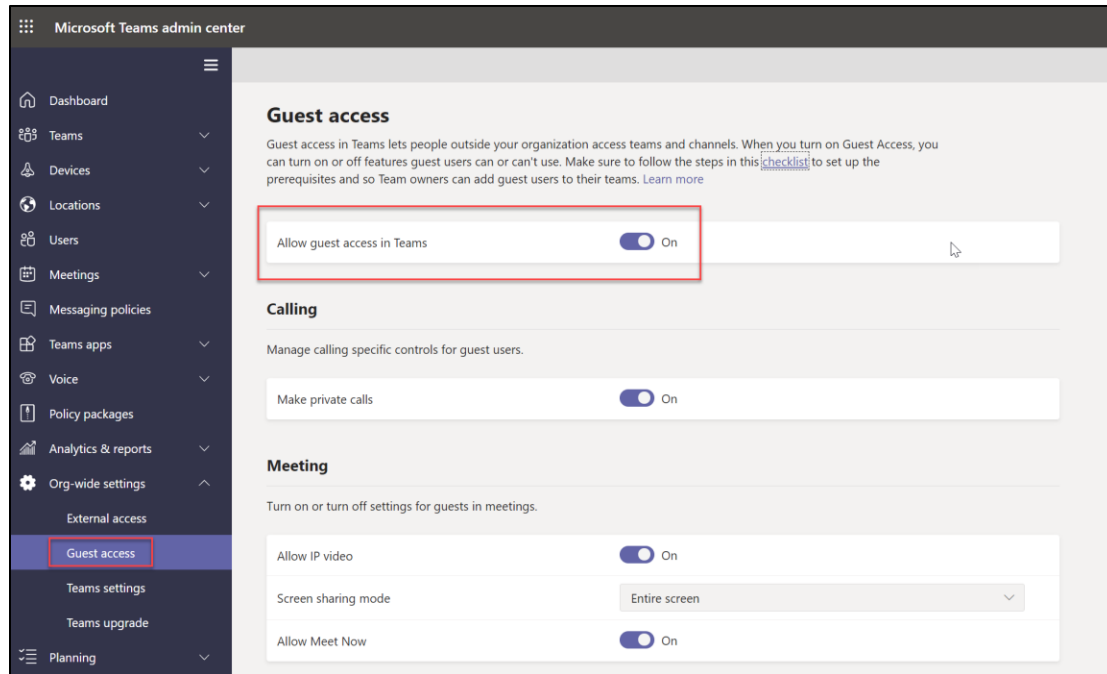 Microsoft Teams admin center
Dashboard
Teams
Devices
Locations
Users
Meetings
Messaging policies
Teams apps
Voice
Policy packages
Analytics & reports
Org-wide settings
External access
Guest access
Teams settings
Teams upgrade
Planning
Guest access
Guest access in Teams lets people outside your organization access teams and channels. When you turn on Guest Access, you
can turn on or off features guest users can or can't use. Make sure to follow the steps in this checklist to set up the
prerequisites and so Team owners can add guest users to their teams. Learn more
Allow guest access in Teams On
Calling
Manage calling specific controls for guest users.
Make private calls On
Meeting
Turn on or turn off settings for guests in meetings.
Allow IP video On
Screen sharing mode Entire screen
Allow Meet Now On